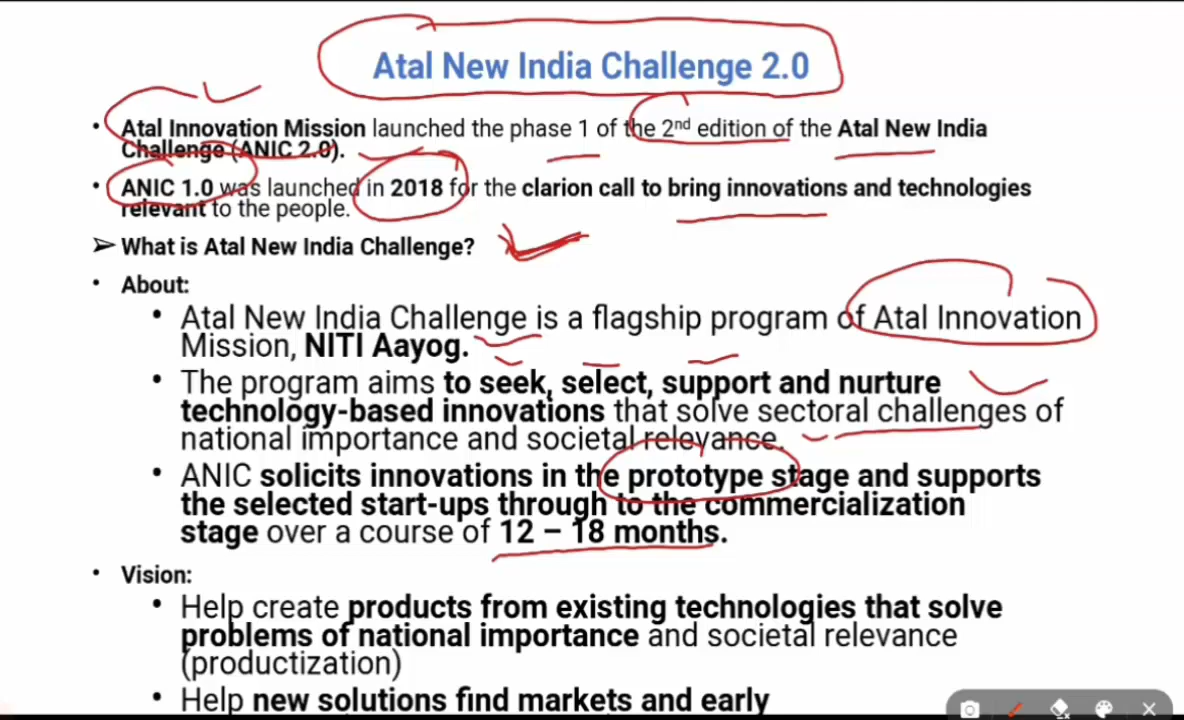 Atal New India Challenge 2.0
• Atal Innovation Mission launched the phase 1 of the 2nd edition of the Atal New India
Challenge (ANIC 2.0).
• ANIC 1.0 was launched in 2018 for the clarion call to bring innovations and technologies
relevant to the people.
➢ What is Atal New India Challenge?
• About:
• Atal New India Challenge is a flagship program of Atal Innovation
Mission, NITI Aayog.
• The program aims to seek, select, support and nurture
technology-based innovations that solve sectoral challenges of
national importance and societal relevance.
• ANIC solicits innovations in the prototype stage and supports
the selected start-ups through to the commercialization
stage over a course of 12 – 18 months.
• Vision:
• Help create products from existing technologies that solve
problems of national importance and societal relevance
(productization)
• Help new solutions find markets and early